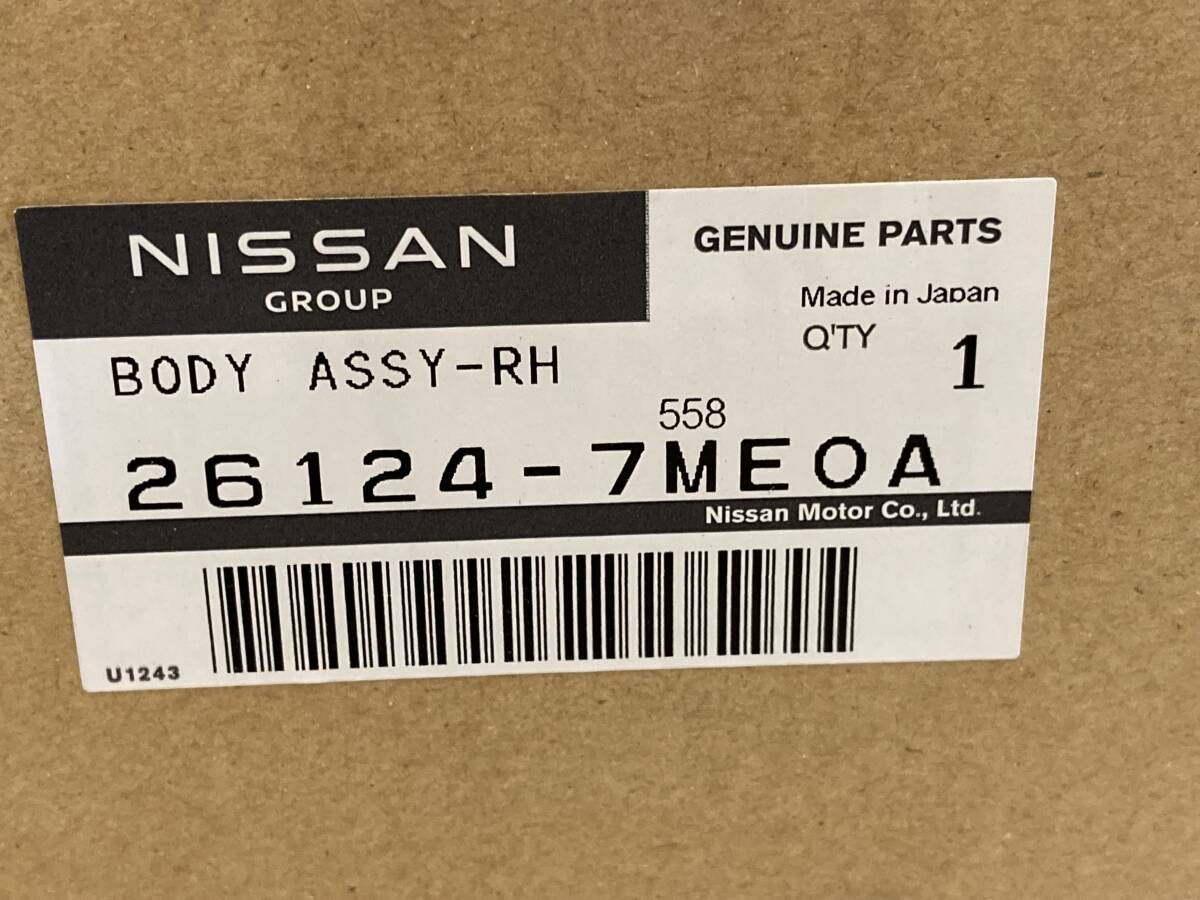 NISSAN
GROUP
GENUINE PARTS
Made in Japan
Q'TY 1
BODY ASSY-RH
558
26124-7ME0A
Nissan Motor Co., Ltd.
U1243